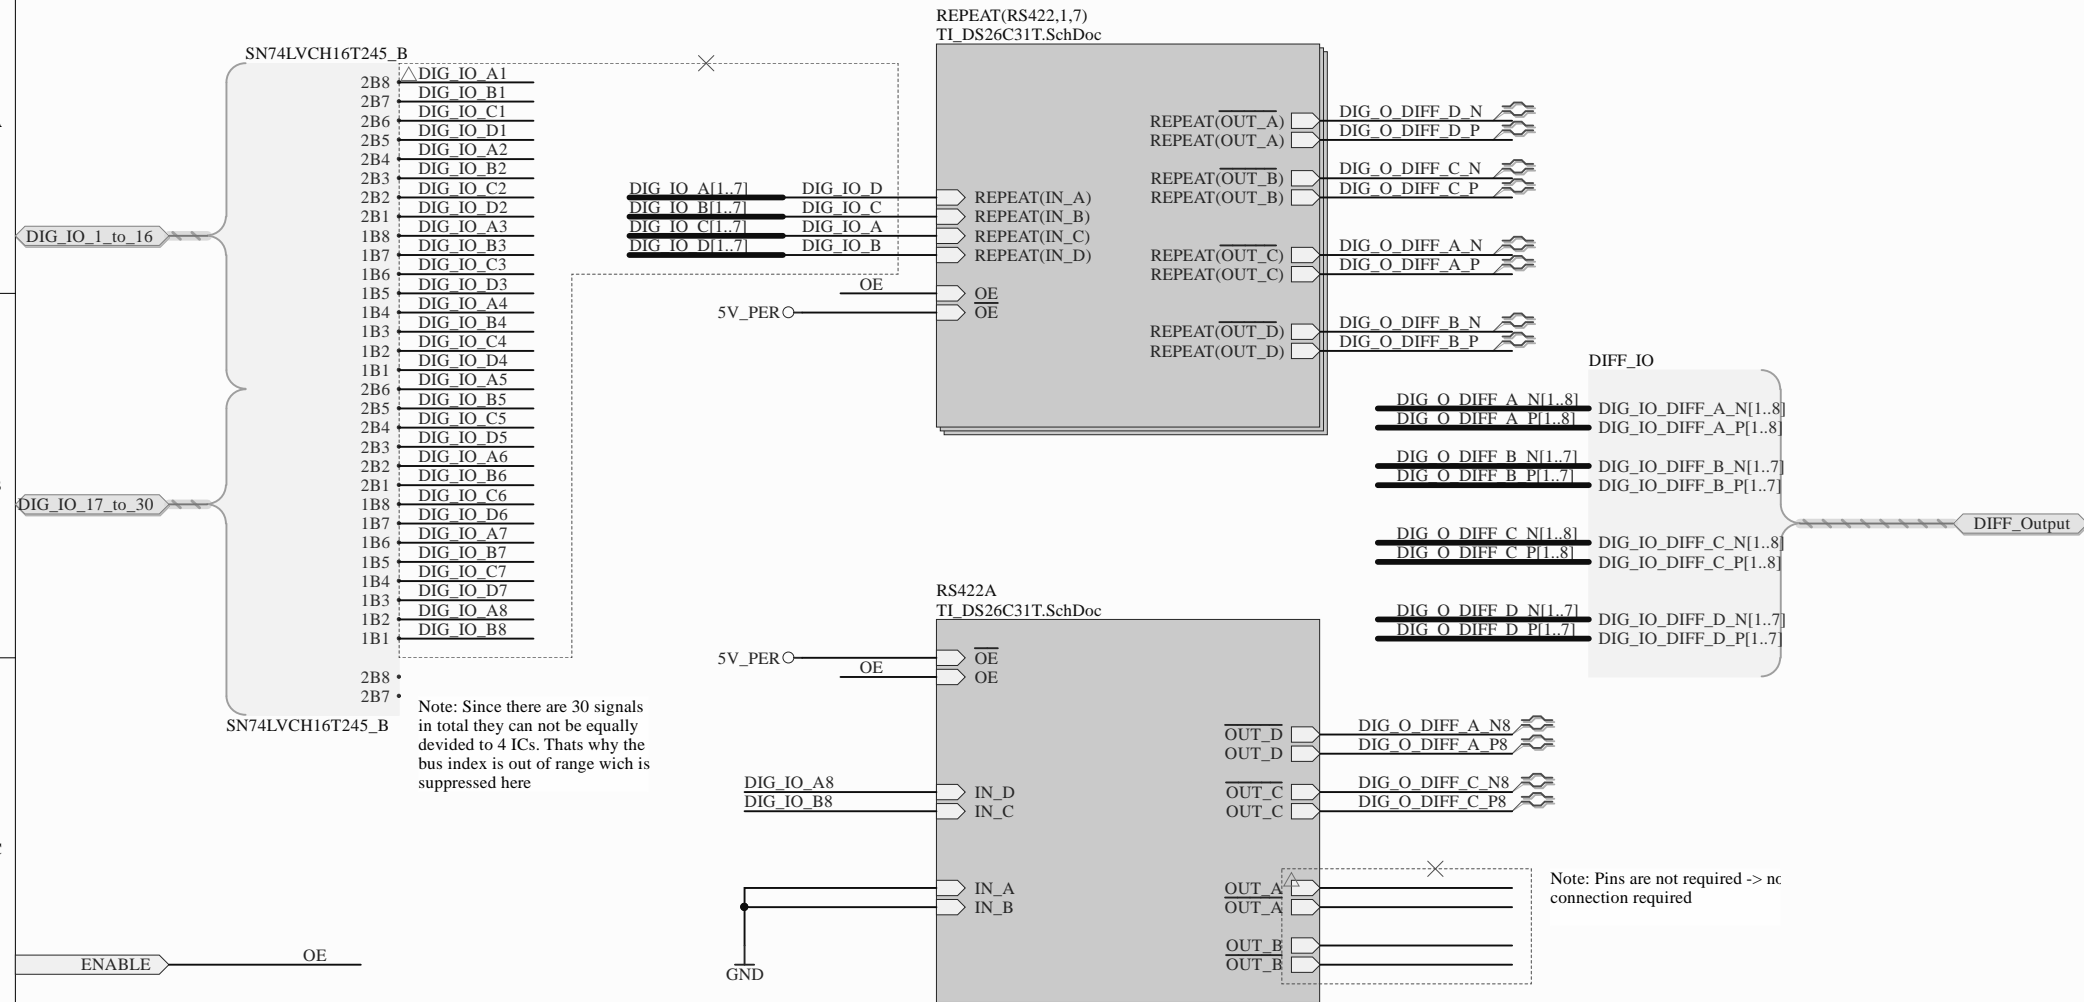 REPEAT(RS422,1,7)
TI_DS26C31T.SchDoc
SN74LVCH16T245_B
2B8 DIG_IO_A1
2B7 DIG_IO_B1
2B6 DIG_IO_C1
2B5 DIG_IO_D1
2B4 DIG_IO_A2
2B3 DIG_IO_B2
2B2 DIG_IO_C2
2B1 DIG_IO_D2
1B8 DIG_IO_A3
1B7 DIG_IO_B3
1B6 DIG_IO_C3
1B5 DIG_IO_D3
1B4 DIG_IO_A4
1B3 DIG_IO_B4
1B2 DIG_IO_C4
1B1 DIG_IO_D4
2B6 DIG_IO_A5
2B5 DIG_IO_B5
2B4 DIG_IO_C5
2B3 DIG_IO_D5
2B2 DIG_IO_A6
2B1 DIG_IO_B6
1B8 DIG_IO_C6
1B7 DIG_IO_D6
1B6 DIG_IO_A7
1B5 DIG_IO_B7
1B4 DIG_IO_C7
1B3 DIG_IO_D7
1B2 DIG_IO_A8
1B1 DIG_IO_B8
2B8
2B7
SN74LVCH16T245_B
DIG_IO_1_to_16
DIG_IO_17_to_30
Note: Since there are 30 signals
in total they can not be equally
devided to 4 ICs. Thats why the
bus index is out of range wich is
suppressed here
ENABLE OE
DIG_IO_A[1..7] DIG_IO_D REPEAT(IN_A)
DIG_IO_B[1..7] DIG_IO_C REPEAT(IN_B)
DIG_IO_C[1..7] DIG_IO_A REPEAT(IN_C)
DIG_IO_D[1..7] DIG_IO_B REPEAT(IN_D)
OE OE
5V_PER OE
REPEAT(OUT_A) DIG_O_DIFF_D_N
REPEAT(OUT_A) DIG_O_DIFF_D_P
REPEAT(OUT_B) DIG_O_DIFF_C_N
REPEAT(OUT_B) DIG_O_DIFF_C_P
REPEAT(OUT_C) DIG_O_DIFF_A_N
REPEAT(OUT_C) DIG_O_DIFF_A_P
REPEAT(OUT_D) DIG_O_DIFF_B_N
REPEAT(OUT_D) DIG_O_DIFF_B_P
DIFF_IO
DIG_O_DIFF_A_N[1..8] DIG_IO_DIFF_A_N[1..8]
DIG_O_DIFF_A_P[1..8] DIG_IO_DIFF_A_P[1..8]
DIG_O_DIFF_B_N[1..7] DIG_IO_DIFF_B_N[1..7]
DIG_O_DIFF_B_P[1..7] DIG_IO_DIFF_B_P[1..7]
DIG_O_DIFF_C_N[1..8] DIG_IO_DIFF_C_N[1..8]
DIG_O_DIFF_C_P[1..8] DIG_IO_DIFF_C_P[1..8]
DIG_O_DIFF_D_N[1..7] DIG_IO_DIFF_D_N[1..7]
DIG_O_DIFF_D_P[1..7] DIG_IO_DIFF_D_P[1..7]
DIFF_Output
RS422A
TI_DS26C31T.SchDoc
5V_PER OE
OE OE
OUT_D DIG_O_DIFF_A_N8
OUT_D DIG_O_DIFF_A_P8
DIG_IO_A8 IN_D OUT_C DIG_O_DIFF_C_N8
DIG_IO_B8 IN_C OUT_C DIG_O_DIFF_C_P8
IN_A OUT_A
IN_B OUT_A
OUT_B
OUT_B
GND
Note: Pins are not required -> no
connection required